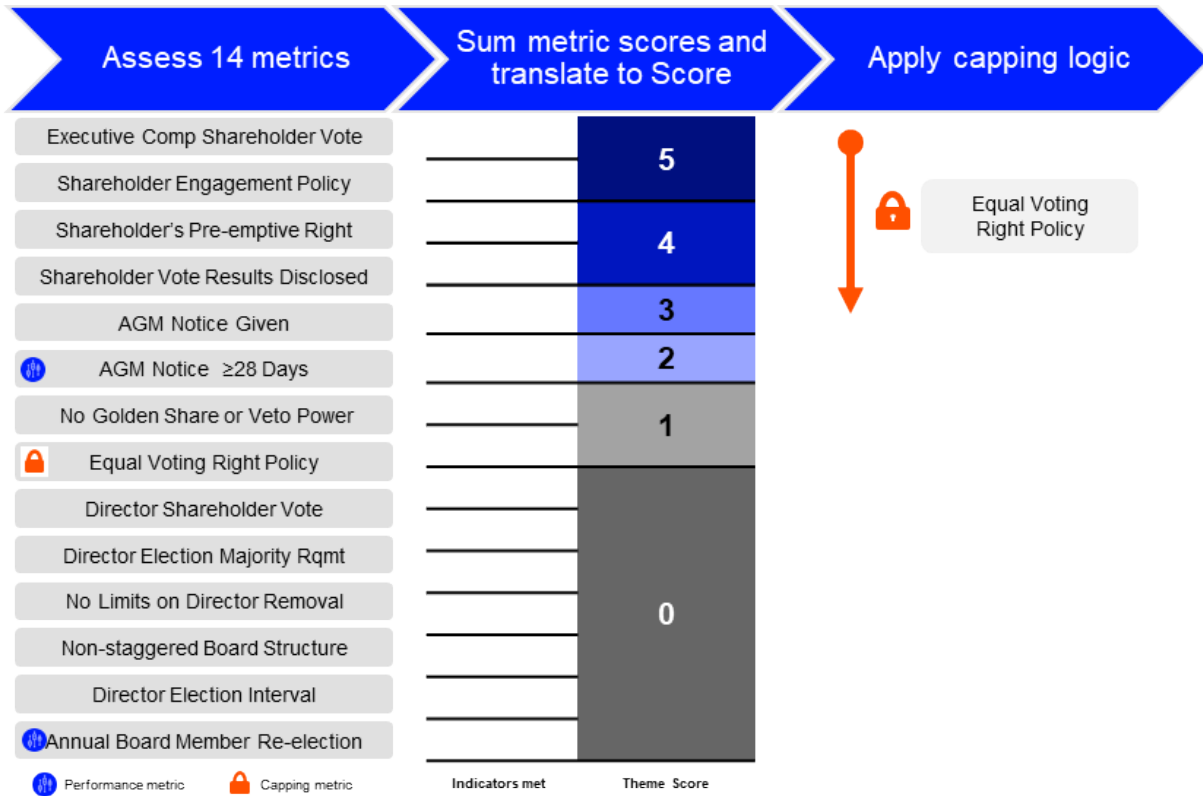 Assess 14 metrics
Sum metric scores and
translate to Score
Apply capping logic
Executive Comp Shareholder Vote
Shareholder Engagement Policy
Shareholder’s Pre-emptive Right
Shareholder Vote Results Disclosed
AGM Notice Given
AGM Notice ≥28 Days
No Golden Share or Veto Power
Equal Voting Right Policy
Director Shareholder Vote
Director Election Majority Rqmt
No Limits on Director Removal
Non-staggered Board Structure
Director Election Interval
Annual Board Member Re-election
Performance metric
Capping metric
5
4
3
2
1
0
Indicators met
Theme Score
Equal Voting
Right Policy